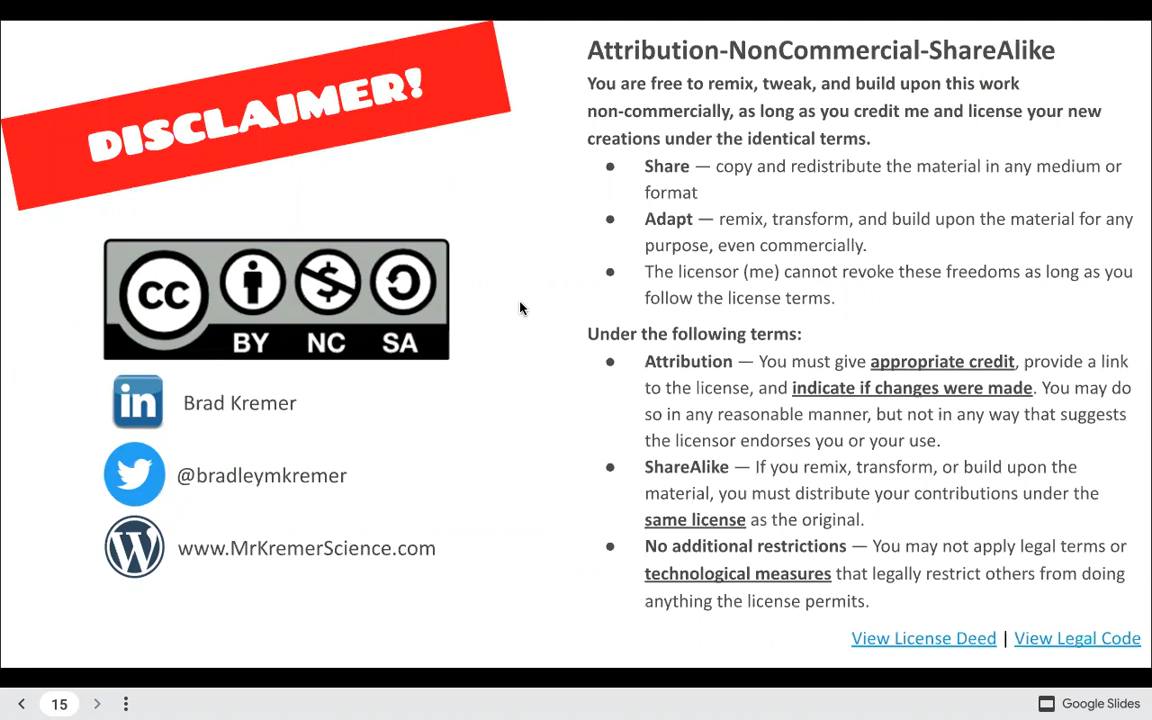 DISCLAIMER!
CC
BY NC SA
in Brad Kremer
@bradleymkremer
www.MrKremerScience.com
Attribution-NonCommercial-ShareAlike
You are free to remix, tweak, and build upon this work
non-commercially, as long as you credit me and license your new
creations under the identical terms.
● Share — copy and redistribute the material in any medium or
format
● Adapt — remix, transform, and build upon the material for any
purpose, even commercially.
● The licensor (me) cannot revoke these freedoms as long as you
follow the license terms.
Under the following terms:
● Attribution — You must give appropriate credit, provide a link
to the license, and indicate if changes were made. You may do
so in any reasonable manner, but not in any way that suggests
the licensor endorses you or your use.
● ShareAlike — If you remix, transform, or build upon the
material, you must distribute your contributions under the
same license as the original.
● No additional restrictions — You may not apply legal terms or
technological measures that legally restrict others from doing
anything the license permits.
View License Deed | View Legal Code
15
Google Slides